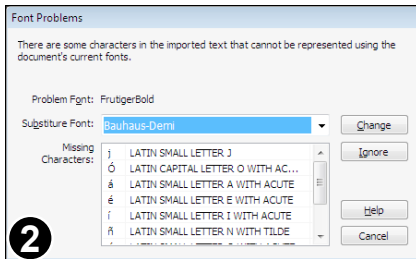 Font Problems
There are some characters in the imported text that cannot be represented using the
document's current fonts.
Problem Font: FrutigerBold
Substiture Font: Bauhaus-Demi
Change
Missing Characters:
j LATIN SMALL LETTER J
Ignore
Ó LATIN CAPITAL LETTER O WITH AC...
á LATIN SMALL LETTER A WITH ACUTE
é LATIN SMALL LETTER E WITH ACUTE
í LATIN SMALL LETTER I WITH ACUTE
Help
ñ LATIN SMALL LETTER N WITH TILDE
Cancel
2